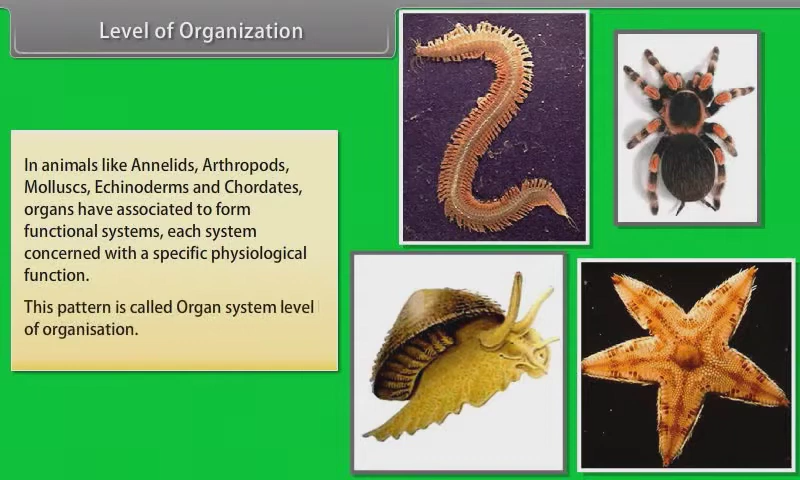 Level of Organization
In animals like Annelids, Arthropods,
Molluscs, Echinoderms and Chordates,
organs have associated to form
functional systems, each system
concerned with a specific physiological
function.
This pattern is called Organ system level
of organisation.